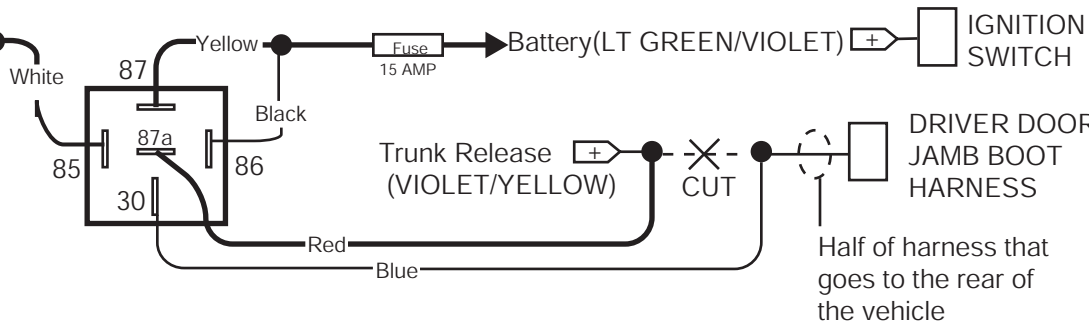 Yellow
Fuse
15 AMP
Battery(LT GREEN/VIOLET)
+
IGNITION
SWITCH
White
87
Black
87a
85
86
30
Trunk Release
(VIOLET/YELLOW)
+
CUT
DRIVER DOOR
JAMB BOOT
HARNESS
Red
Blue
Half of harness that
goes to the rear of
the vehicle